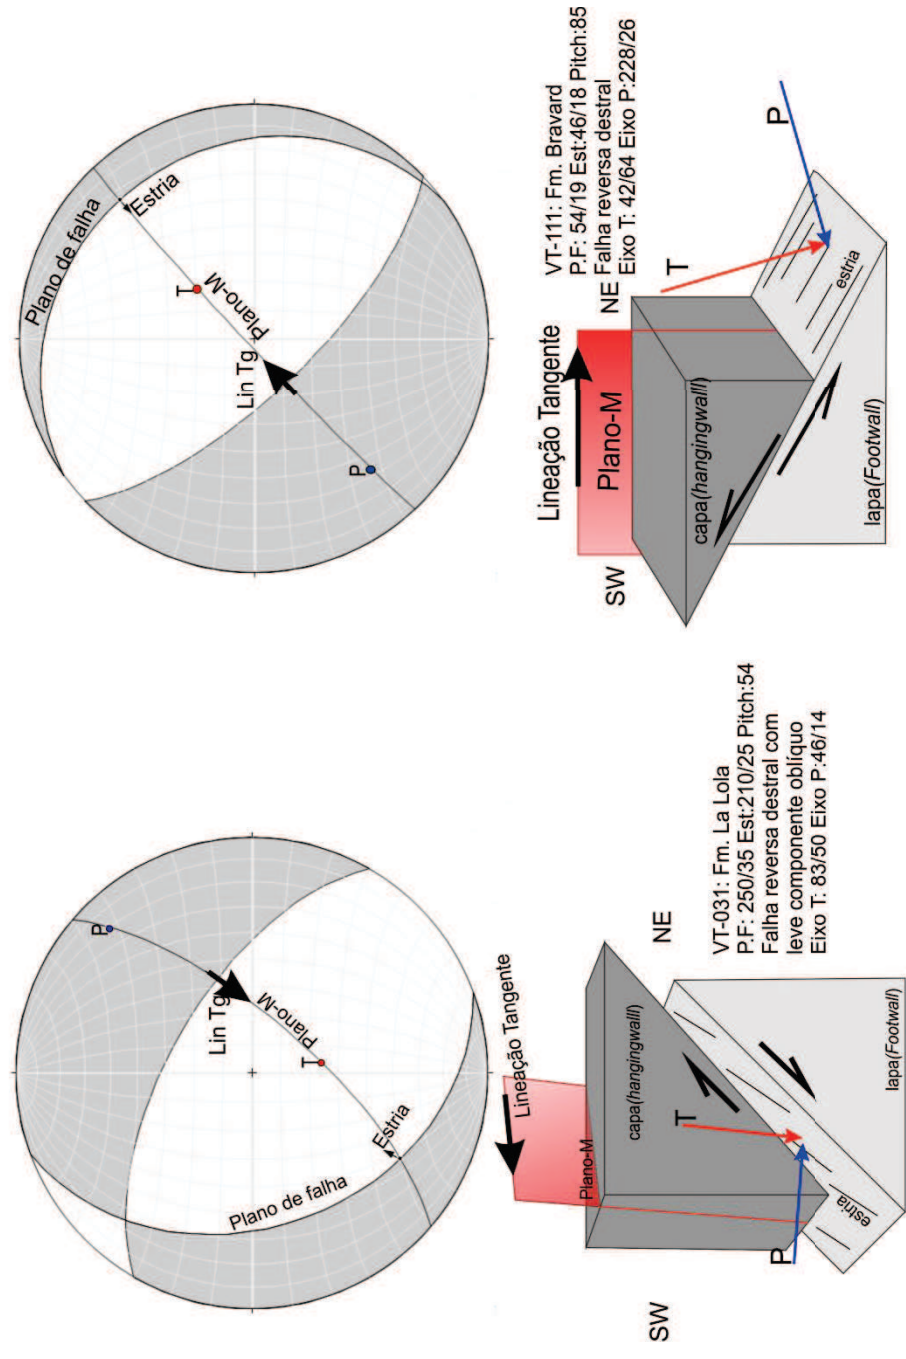 Plano de falha
Estria
T
Plano-M
Lin Tg
P
VT-111: Fm. Bravard
P.F: 54/19 Est:46/18 Pitch:85
Falha reversa destral
Eixo T: 42/64 Eixo P:228/26
Lineação Tangente
NE
SW
Plano-M
capa(hangingwalll)
T
P
estria
lapa(Footwall)
P
Lin Tg
Plano-M
T
Estria
Plano de falha
VT-031: Fm. La Lola
P.F: 250/35 Est:210/25 Pitch:54
Falha reversa destral com
leve componente oblíquo
Eixo T: 83/50 Eixo P:46/14
Lineação Tangente
NE
SW
Plano-M
capa(hangingwalll)
T
P
estria
lapa(Footwall)